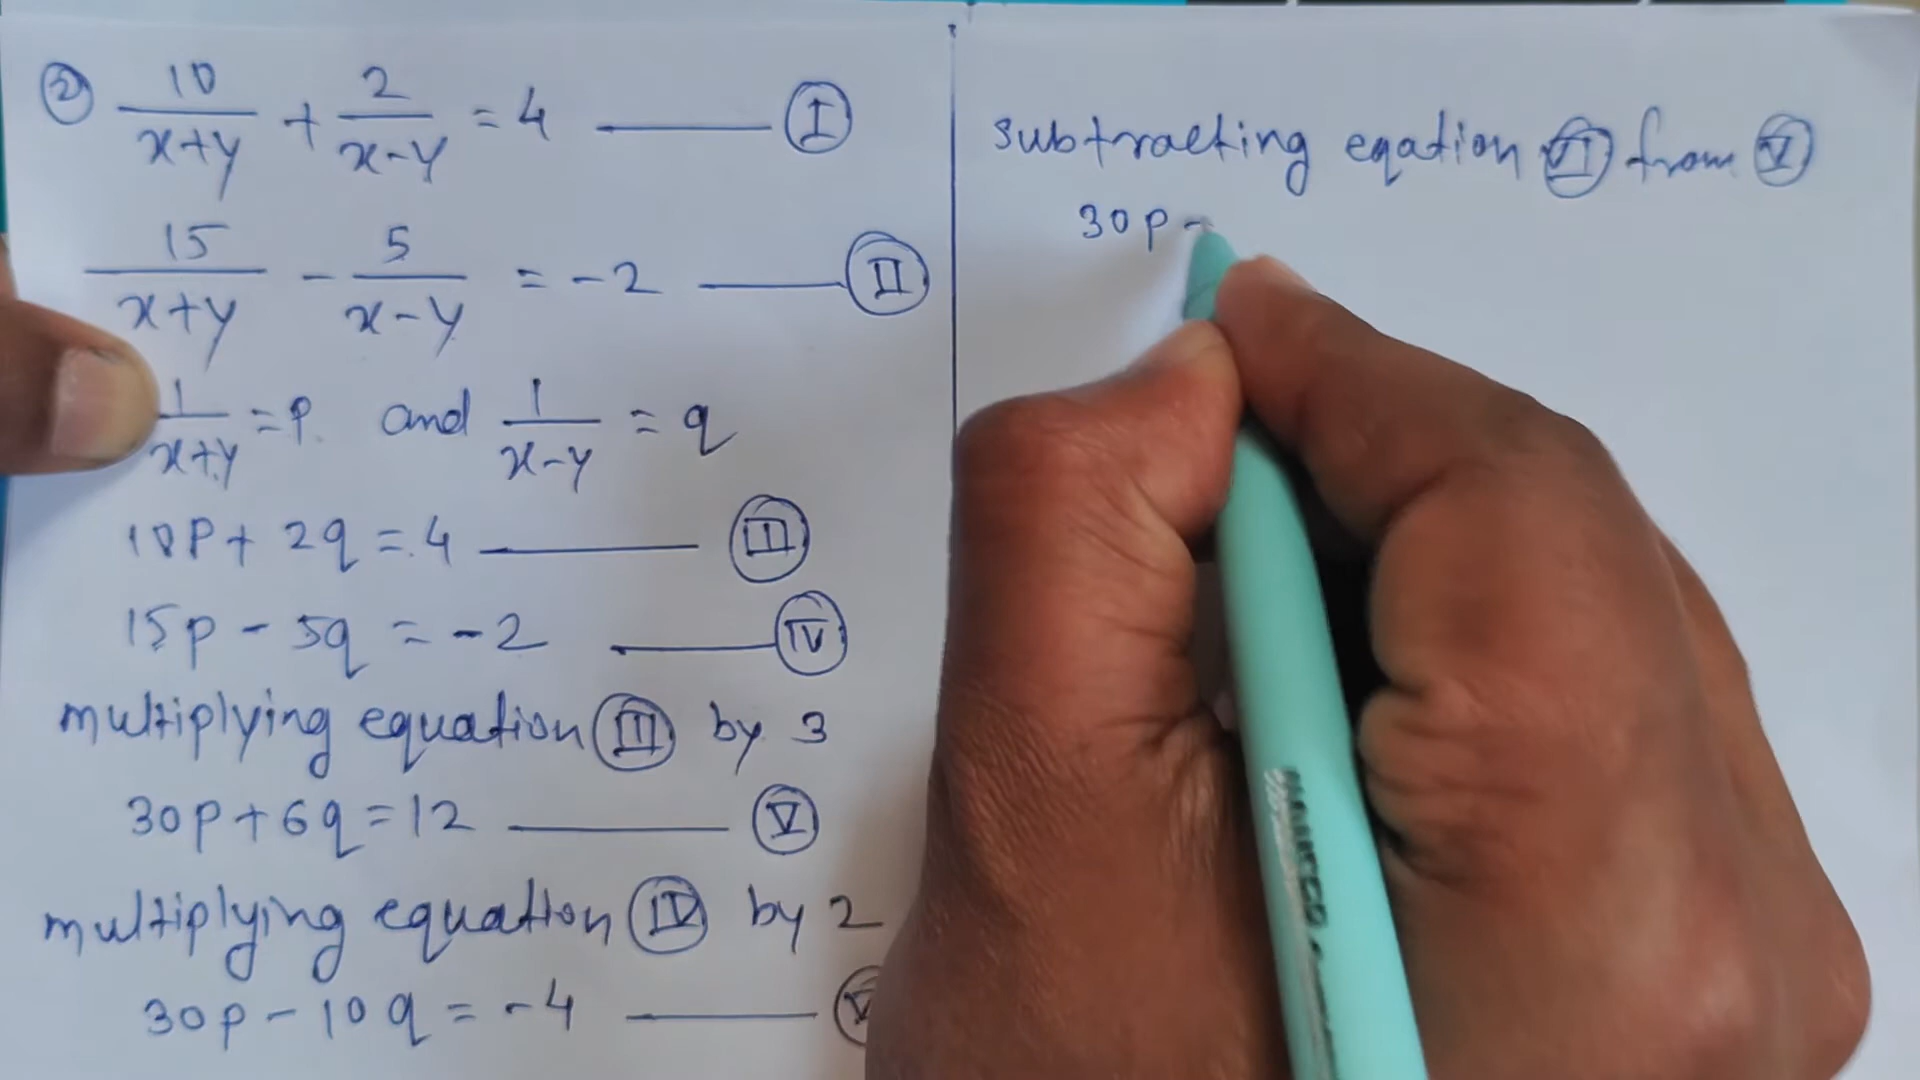 ② 10/(x+y) + 2/(x-y) = 4 —— Ⓘ
15/(x+y) - 5/(x-y) = -2 —— Ⅱ
1/(x+y) = p. and 1/(x-y) = q
10p + 2q = 4 —— Ⅲ
15p - 5q = -2 —— Ⅳ
multiplying equation Ⅲ by 3
30p + 6q = 12 —— Ⅴ
multiplying equation Ⅳ by 2
30p - 10q = -4 ——
subtracting eqation Ⅵ from Ⅴ
30p -